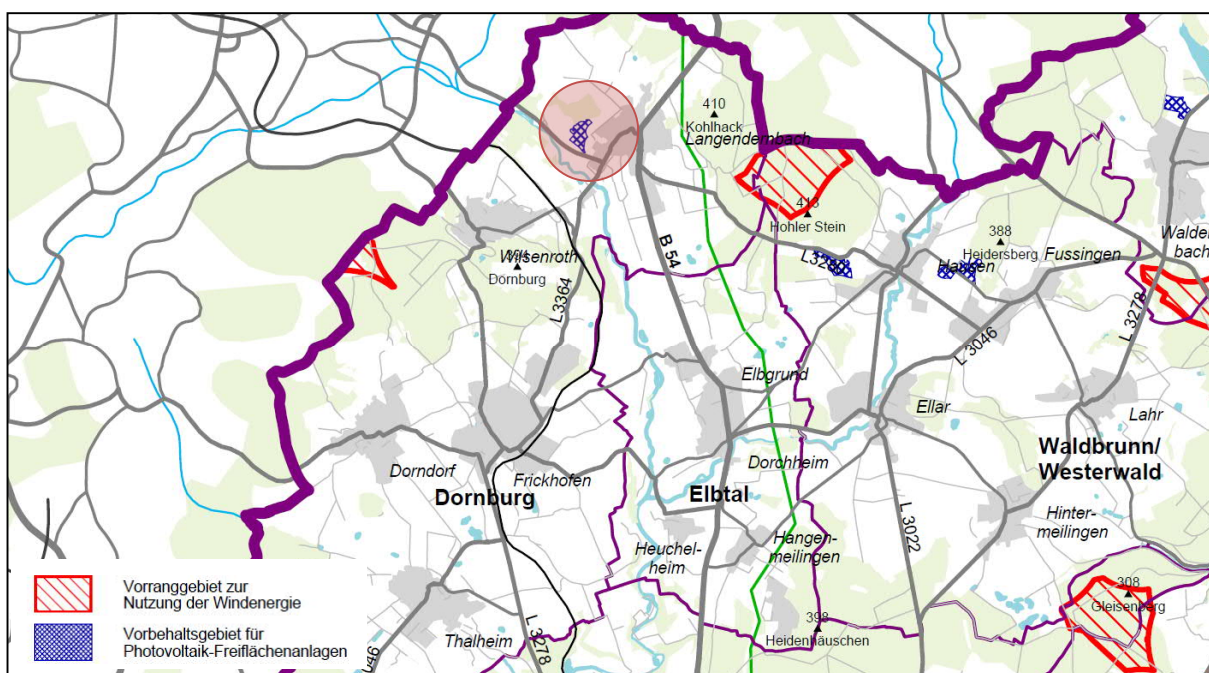 410
Kohlhack
Langendernbach
413
Hohler Stein
388
Heidersberg
Fussingen
Hausen
Wilsenroth
Dornburg
B 54
L3364
L 3278
L 3046
Elbgrund
Ellar
Lahr
Waldbrunn/
Westerwald
Dorndorf
Frickhofen
Dornburg
Elbtal
Dorchheim
L 3022
Hinter-
meilingen
Heuchel-
heim
Hangen-
meilingen
308
Gleisenberg
398
Heidenhäuschen
Thalheim
L 3278
Vorranggebiet zur
Nutzung der Windenergie
Vorbehaltsgebiet für
Photovoltaik-Freiflächenanlagen